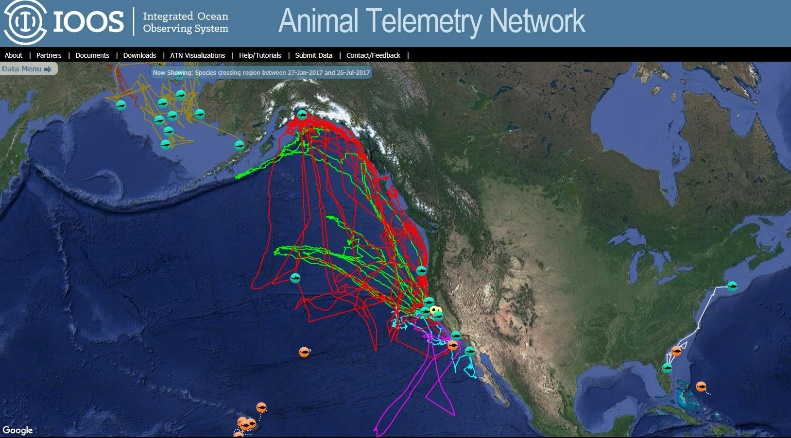 IOOS
Integrated Ocean
Observing System
Animal Telemetry Network
About | Partners | Documents | Downloads | ATN Visualizations | Help/Tutorials | Submit Data | Contact/Feedback |
Data Menu
Now Showing: Species crossing region between 27-Jan-2017 and 26-Jul-2017
Google